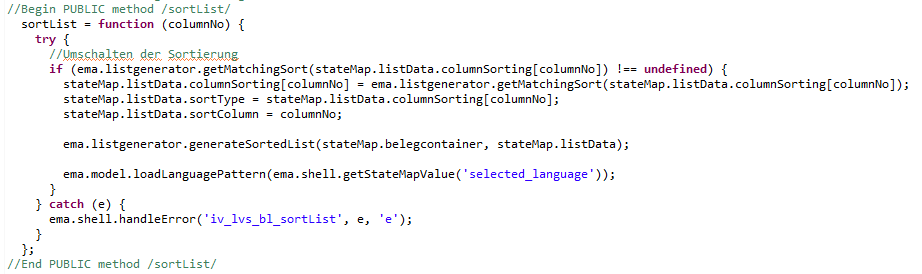 //Begin PUBLIC method /sortList/
sortList = function (columnNo) {
try {
//Umschalten der Sortierung
if (ema.listgenerator.getMatchingSort(stateMap.listData.columnSorting[columnNo]) !== undefined) {
stateMap.listData.columnSorting[columnNo] = ema.listgenerator.getMatchingSort(stateMap.listData.columnSorting[columnNo]);
stateMap.listData.sortType = stateMap.listData.columnSorting[columnNo];
stateMap.listData.sortColumn = columnNo;
ema.listgenerator.generateSortedList(stateMap.belegcontainer, stateMap.listData);
ema.model.loadLanguagePattern(ema.shell.getStateMapValue('selected_language'));
}
} catch (e) {
ema.shell.handleError('iv_lvs_bl_sortList', e, 'e');
}
};
//End PUBLIC method /sortList/